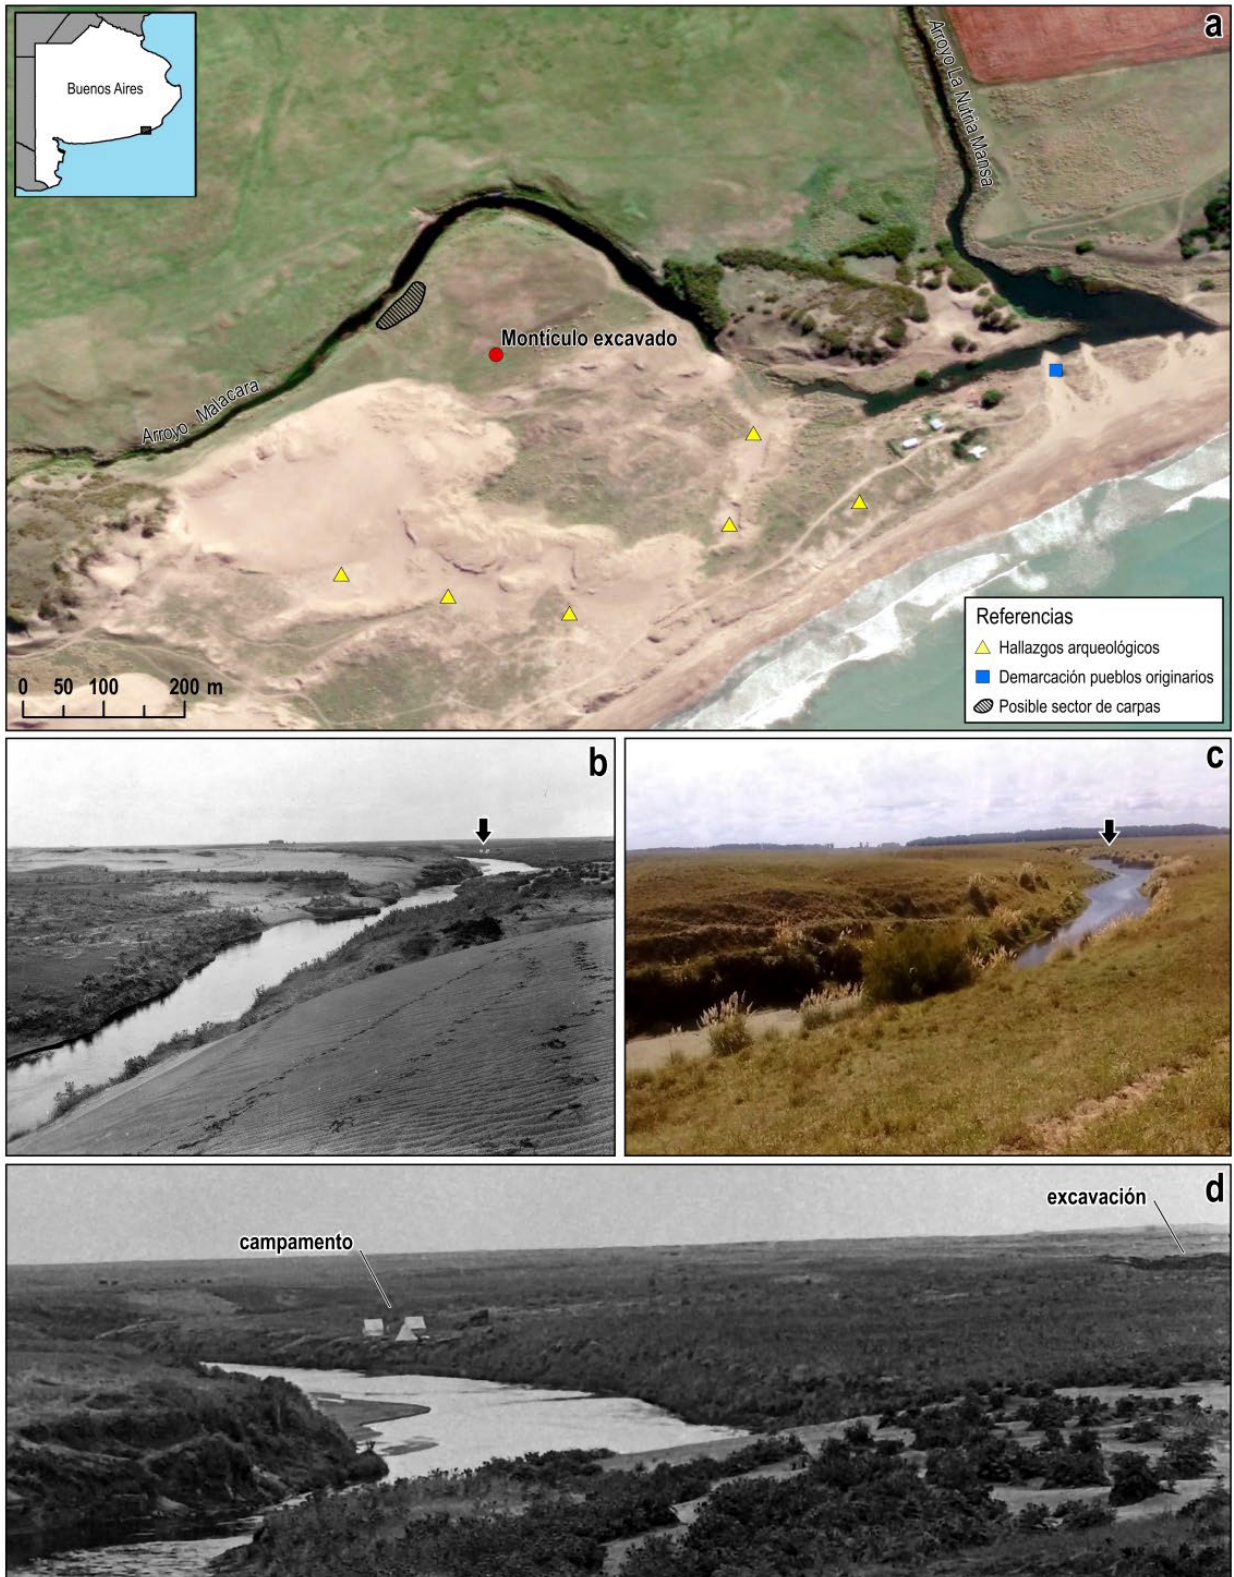 a
Buenos Aires
Arroyo La Nutria Mansa
Montículo excavado
Arroyo Malacara
Referencias
Hallazgos arqueológicos
Demarcación pueblos originarios
Posible sector de carpas
0 50 100 200 m
b
c
d
excavación
campamento